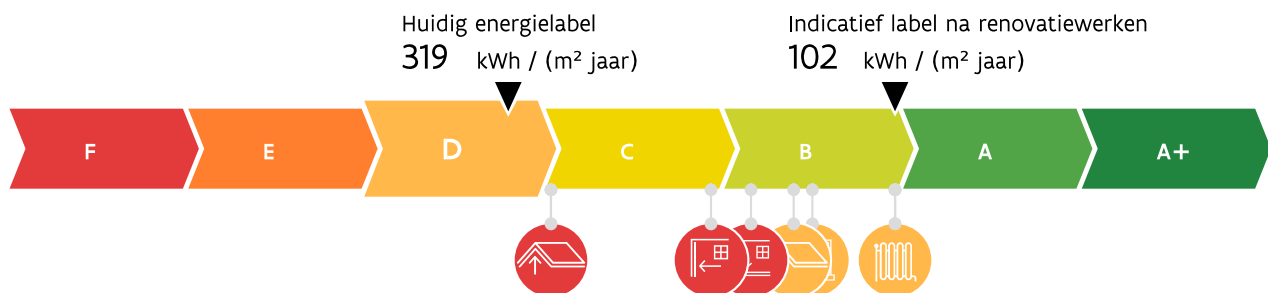 Huidig energielabel
319 kWh / (m² jaar)
Indicatief label na renovatiewerken
102 kWh / (m² jaar)
F E D C B A A+